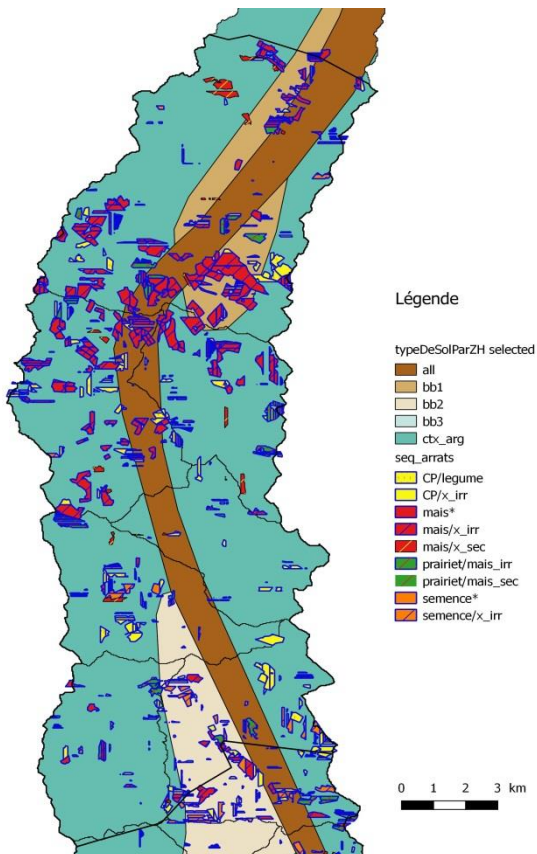 Légende
typeDeSolParZH selected
all
bb1
bb2
bb3
ctx_arg
seq_arrats
CP/legume
CP/x_irr
mais*
mais/x_irr
mais/x_sec
prairiet/mais_irr
prairiet/mais_sec
semence*
semence/x_irr
0 1 2 3 km